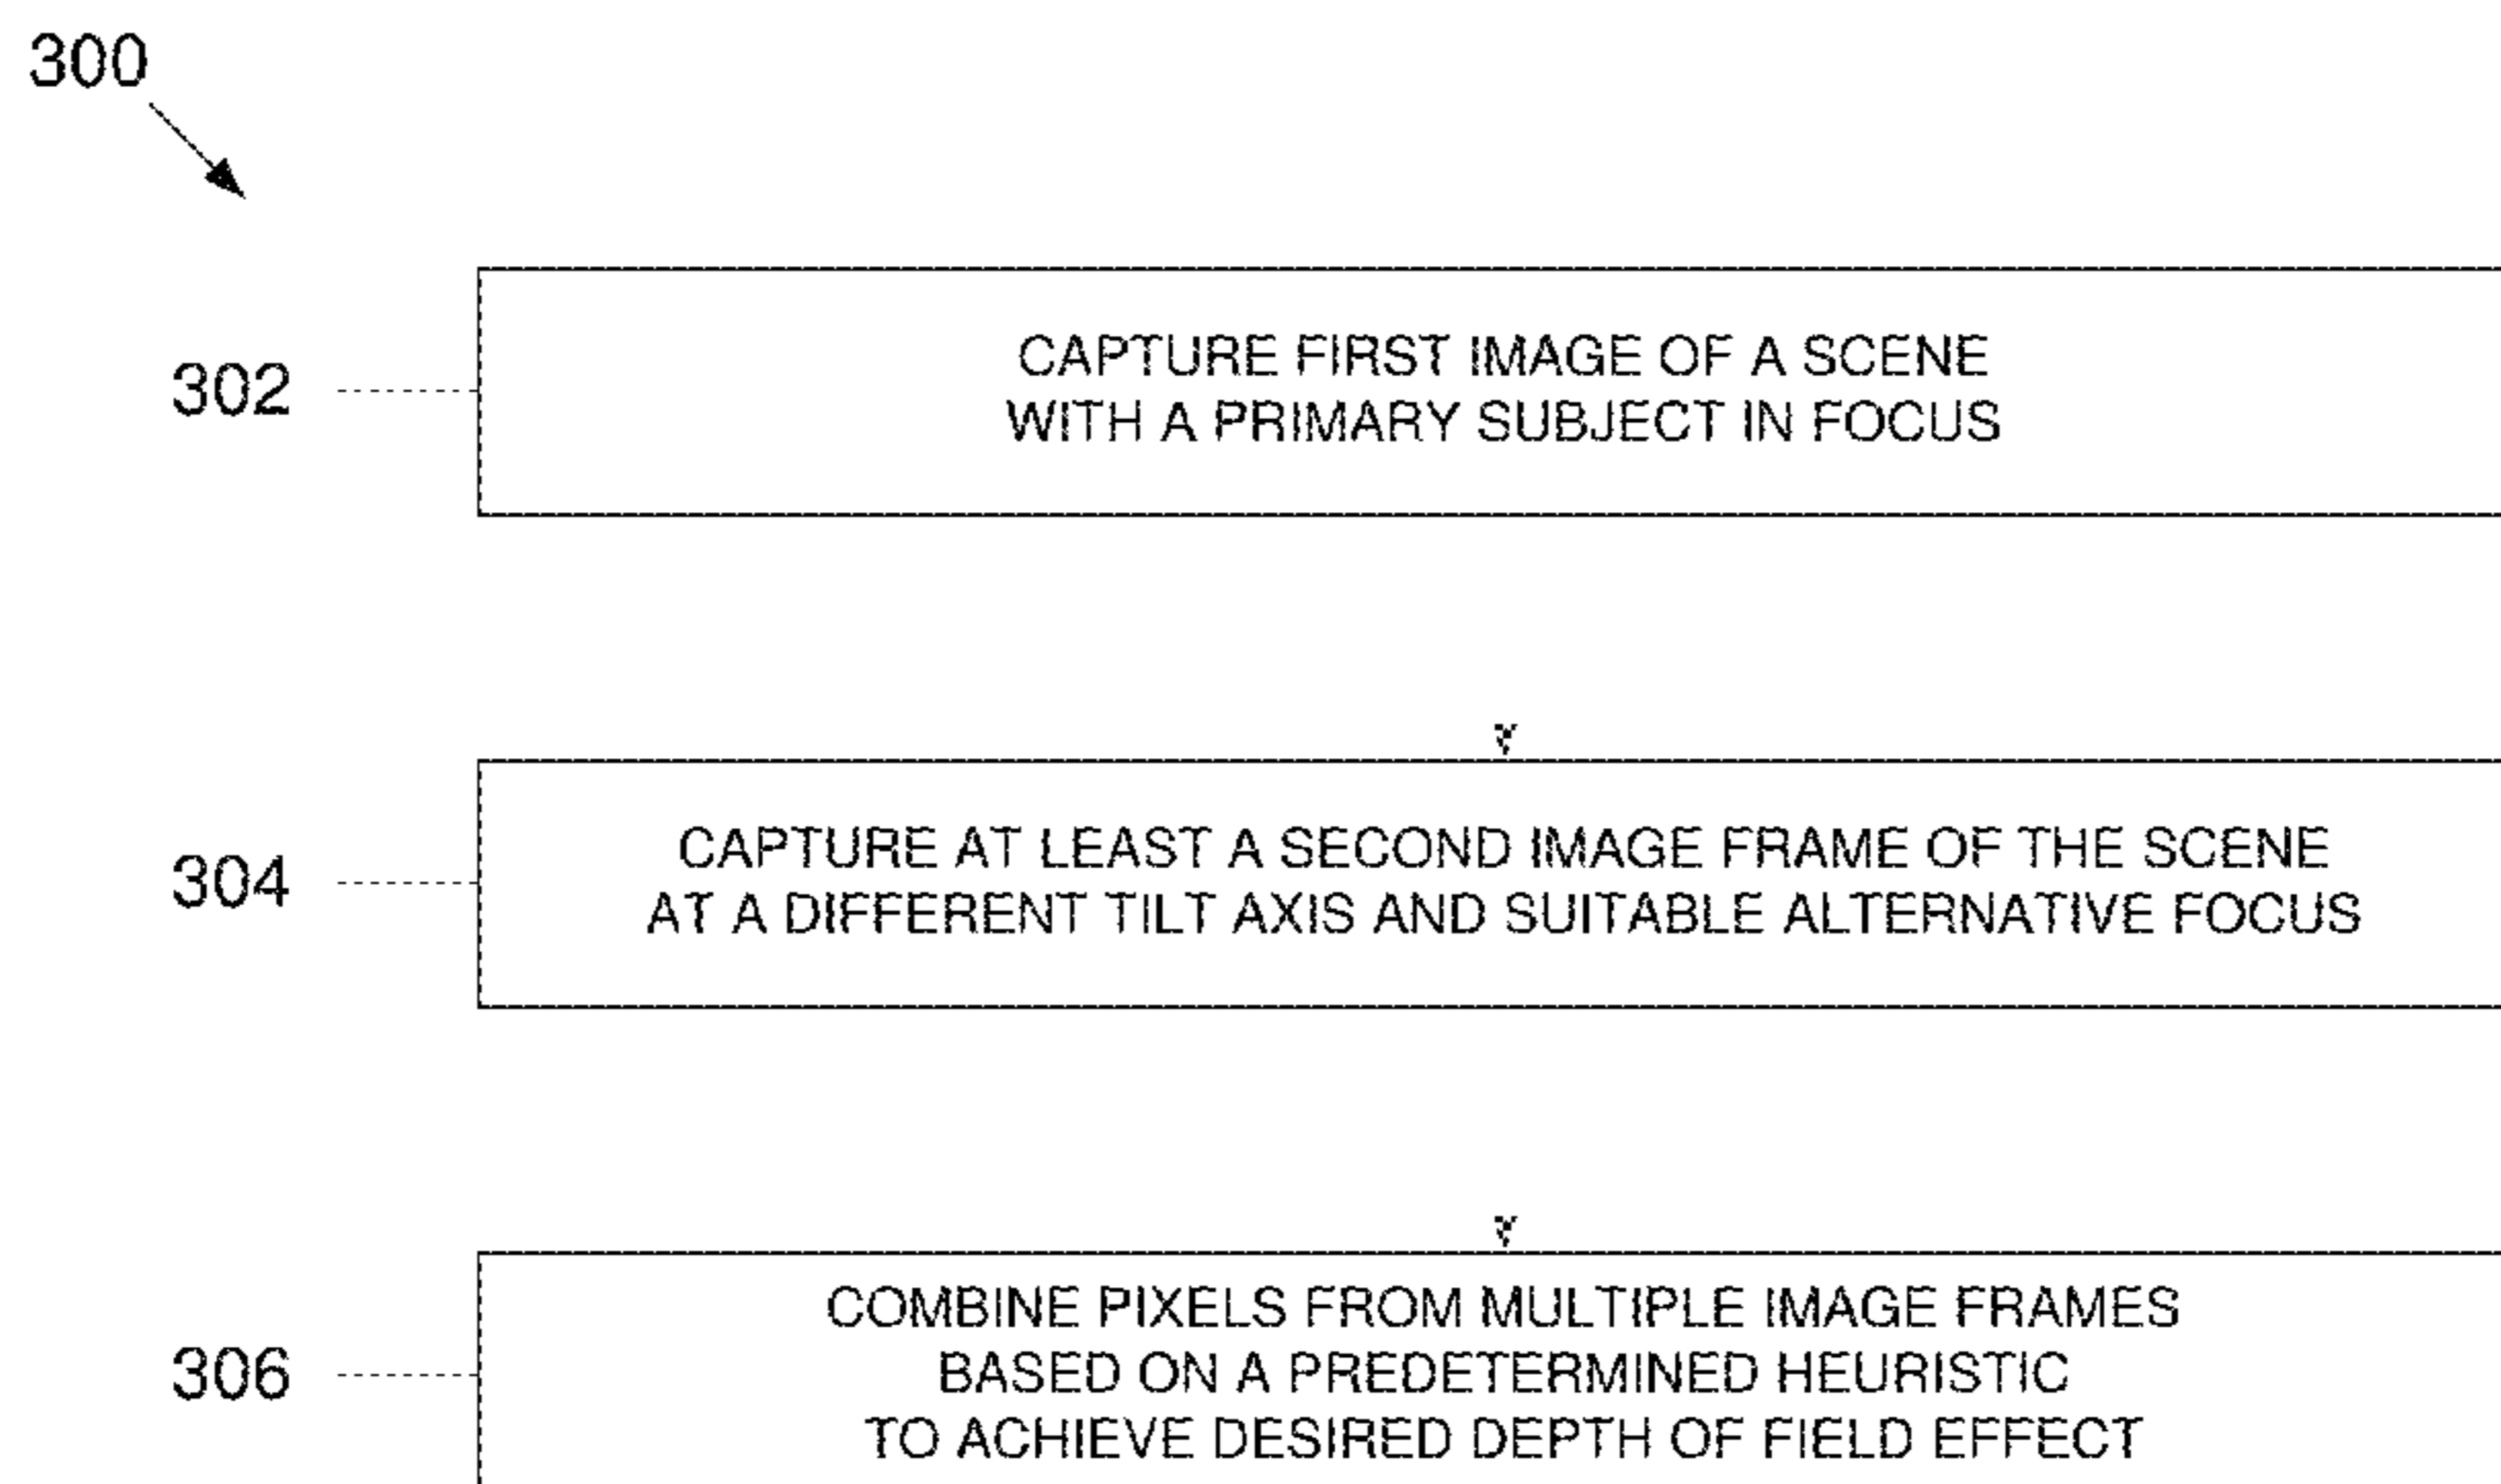 300
302
CAPTURE FIRST IMAGE OF A SCENE
WITH A PRIMARY SUBJECT IN FOCUS
304
CAPTURE AT LEAST A SECOND IMAGE FRAME OF THE SCENE
AT A DIFFERENT TILT AXIS AND SUITABLE ALTERNATIVE FOCUS
306
COMBINE PIXELS FROM MULTIPLE IMAGE FRAMES
BASED ON A PREDETERMINED HEURISTIC
TO ACHIEVE DESIRED DEPTH OF FIELD EFFECT